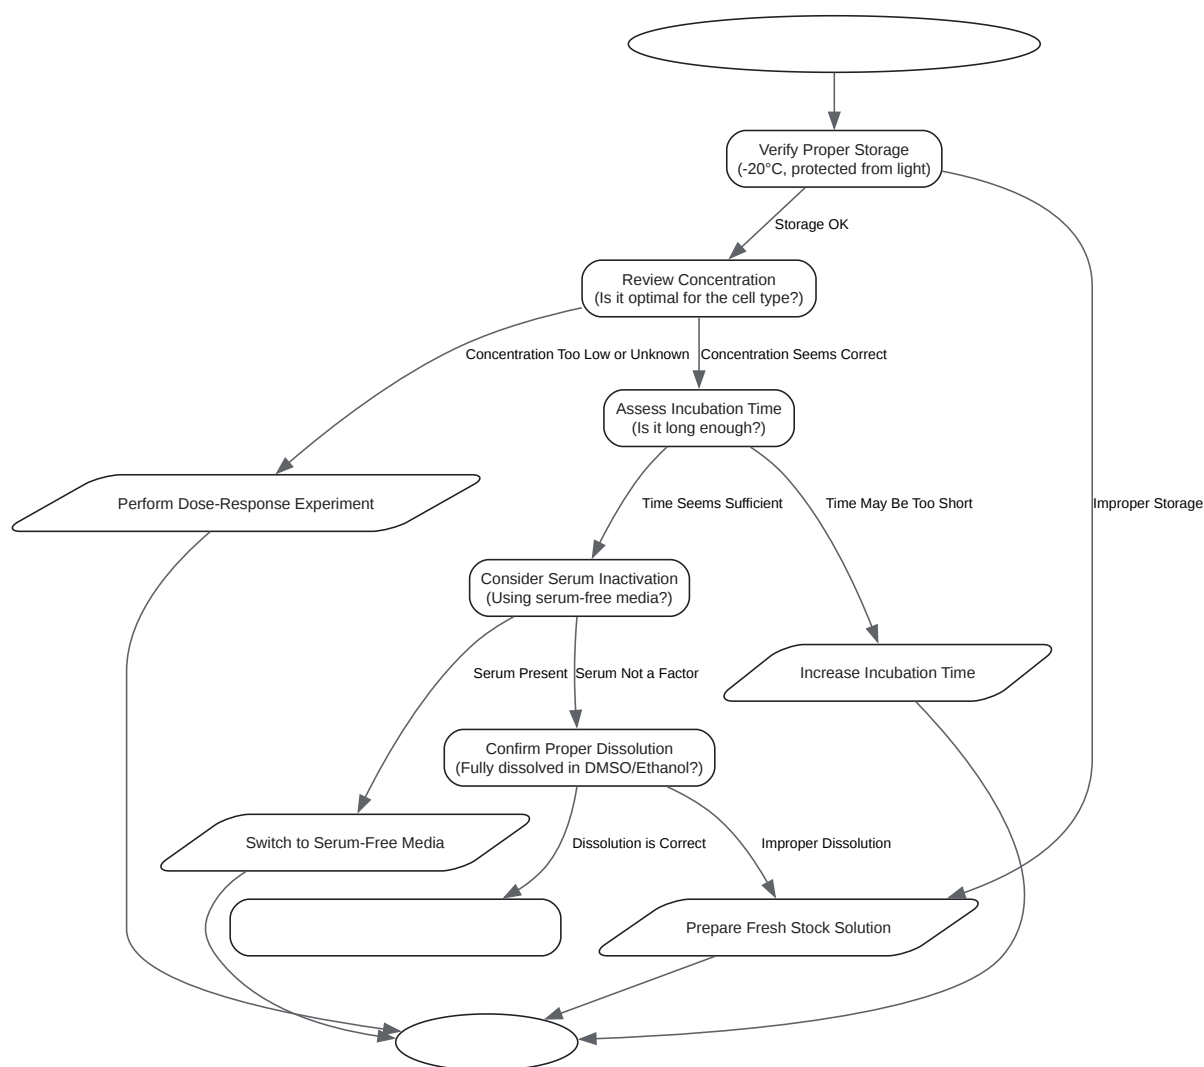 Verify Proper Storage
(-20°C, protected from light)
Storage OK
Review Concentration
(Is it optimal for the cell type?)
Concentration Too Low or Unknown
Concentration Seems Correct
Assess Incubation Time
(Is it long enough?)
Perform Dose-Response Experiment
Time Seems Sufficient
Time May Be Too Short
Improper Storage
Consider Serum Inactivation
(Using serum-free media?)
Serum Present
Serum Not a Factor
Increase Incubation Time
Confirm Proper Dissolution
(Fully dissolved in DMSO/Ethanol?)
Switch to Serum-Free Media
Dissolution is Correct
Improper Dissolution
Prepare Fresh Stock Solution